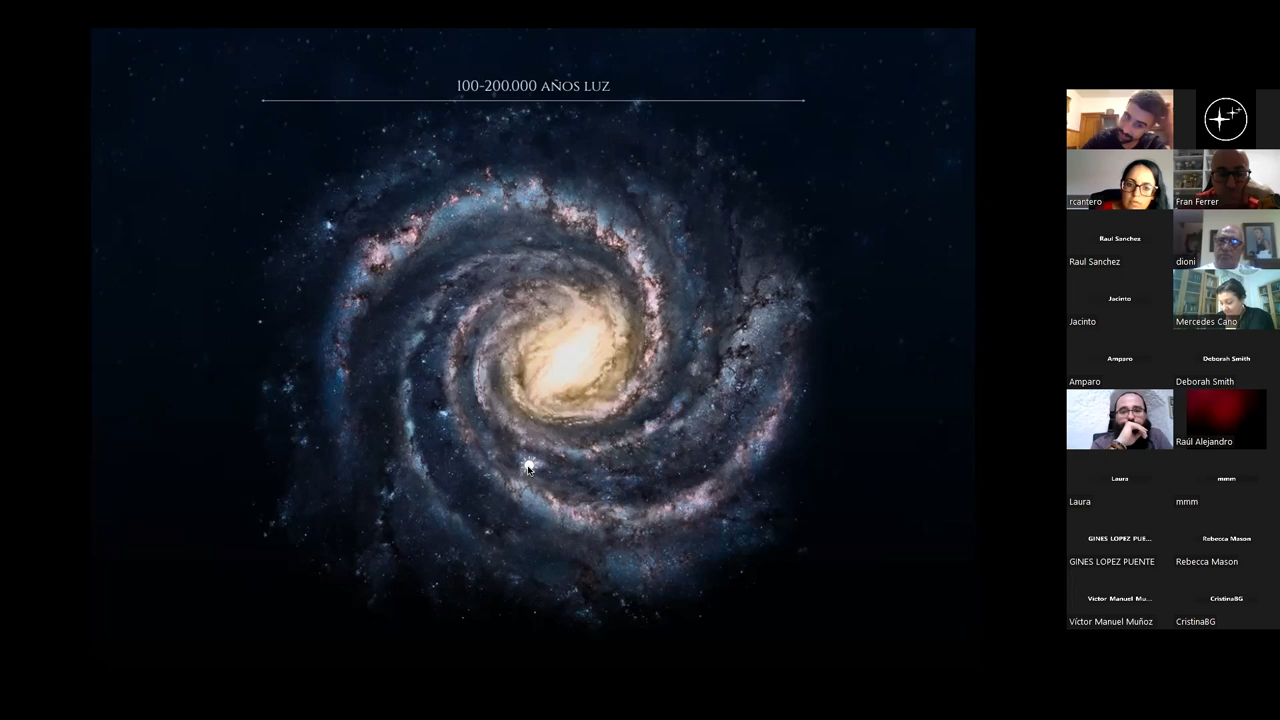 100-200.000 AÑOS LUZ
rcantero
Fran Ferrer
Raul Sanchez
Raul Sanchez
dioni
Jacinto
Jacinto
Mercedes Cano
Amparo
Deborah Smith
Amparo
Deborah Smith
Raúl Alejandro
Laura
mmm
Laura
mmm
GINES LOPEZ PUE...
Rebecca Mason
GINES LOPEZ PUENTE
Rebecca Mason
Víctor Manuel Mu...
CristinaBG
Víctor Manuel Muñoz
CristinaBG